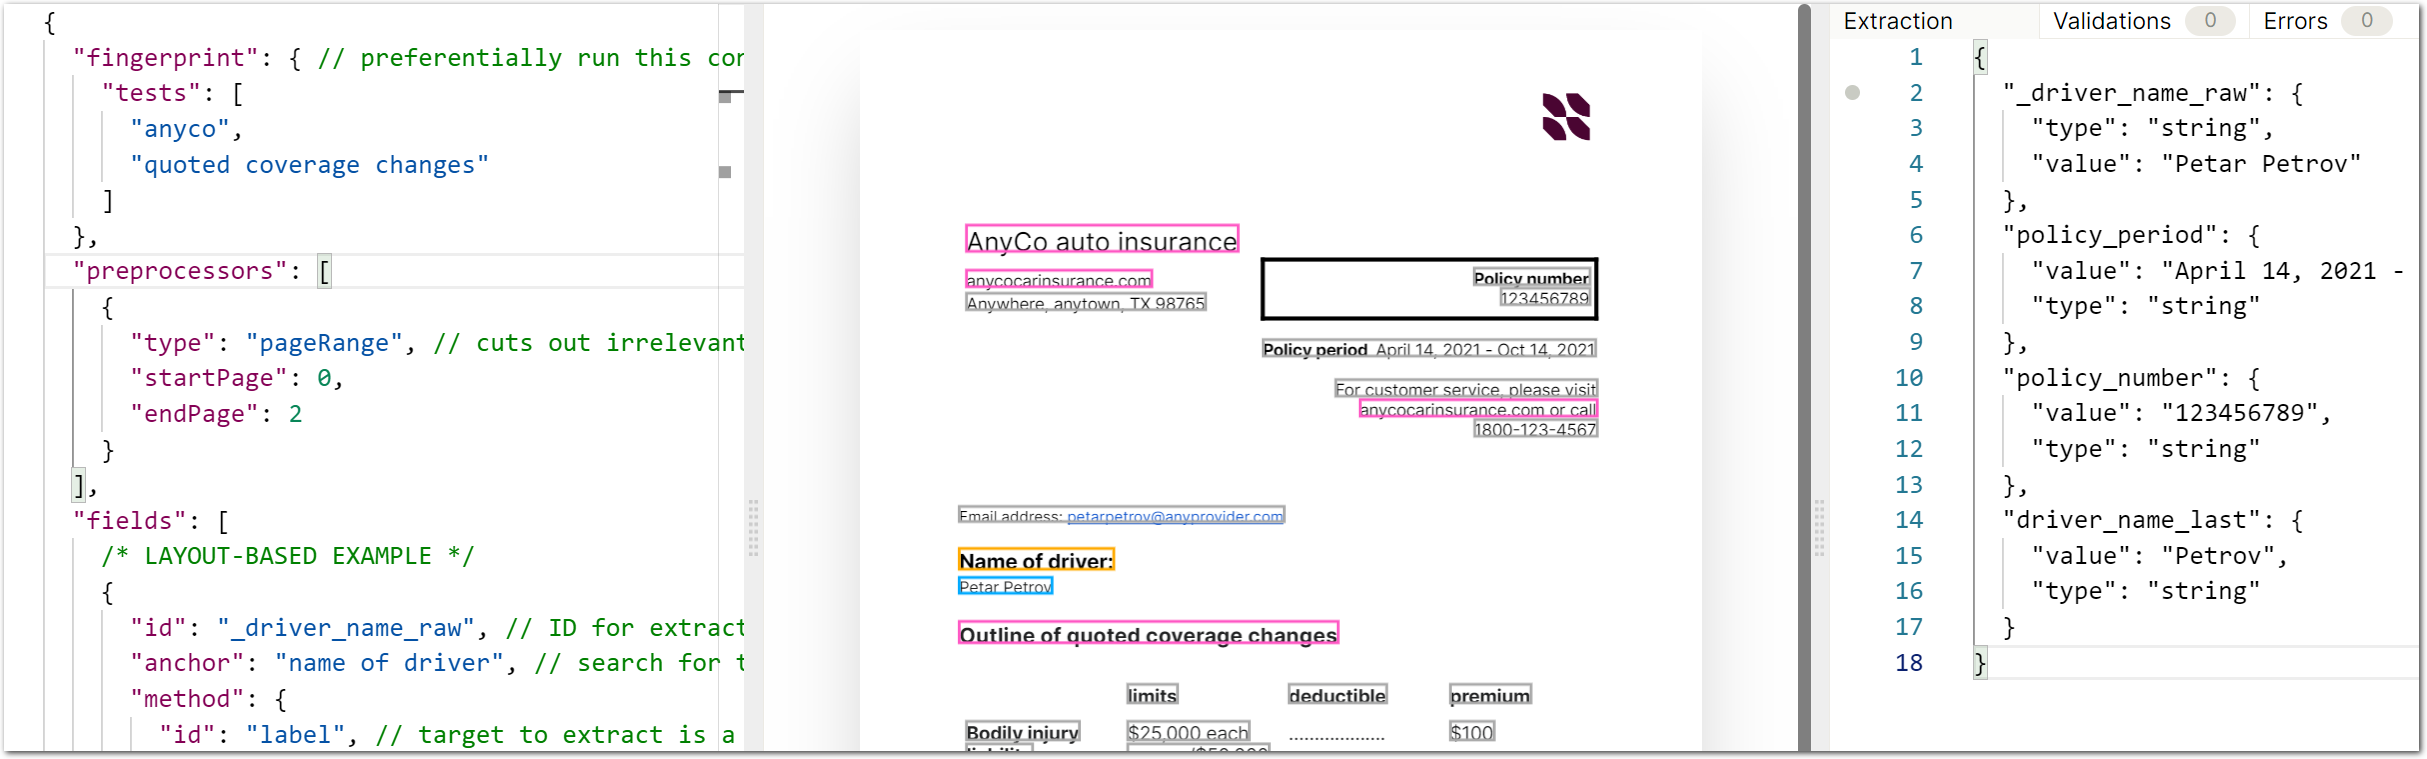 {
"fingerprint": { // preferentially run this con
"tests": [
"anyco",
"quoted coverage changes"
]
},
"preprocessors": [
{
"type": "pageRange", // cuts out irrelevant
"startPage": 0,
"endPage": 2
}
],
"fields": [
/* LAYOUT-BASED EXAMPLE */
{
"id": "_driver_name_raw", // ID for extract
"anchor": "name of driver", // search for t
"method": {
"id": "label", // target to extract is a
AnyCo auto insurance
anycocarinsurance.com
Anywhere, anytown, TX 98765
Policy number
123456789
Policy period April 14, 2021 - Oct 14, 2021
For customer service, please visit
anycocarinsurance.com or call
1800-123-4567
Email address: petarpetrov@anyprovider.com
Name of driver:
Petar Petrov
Outline of quoted coverage changes
limits deductible premium
Bodily injury $25,000 each ................... $100
Extraction Validations 0 Errors 0
1 {
2 "_driver_name_raw": {
3 "type": "string",
4 "value": "Petar Petrov"
5 },
6 "policy_period": {
7 "value": "April 14, 2021 -
8 "type": "string"
9 },
10 "policy_number": {
11 "value": "123456789",
12 "type": "string"
13 },
14 "driver_name_last": {
15 "value": "Petrov",
16 "type": "string"
17 }
18 }